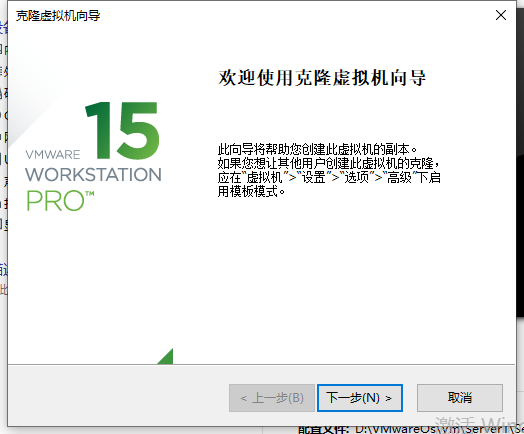 克隆虚拟机向导
欢迎使用克隆虚拟机向导
15
VMWARE
WORKSTATION
PRO™
此向导将帮助您创建此虚拟机的副本。
如果您想让其他用户创建此虚拟机的克隆，
应在“虚拟机”>“设置”>“选项”>“高级”下启
用模板模式。
< 上一步(B)
下一步(N) >
取消
激活 Win
配置文件: D:\VMwareOs\vm\Server1\Se